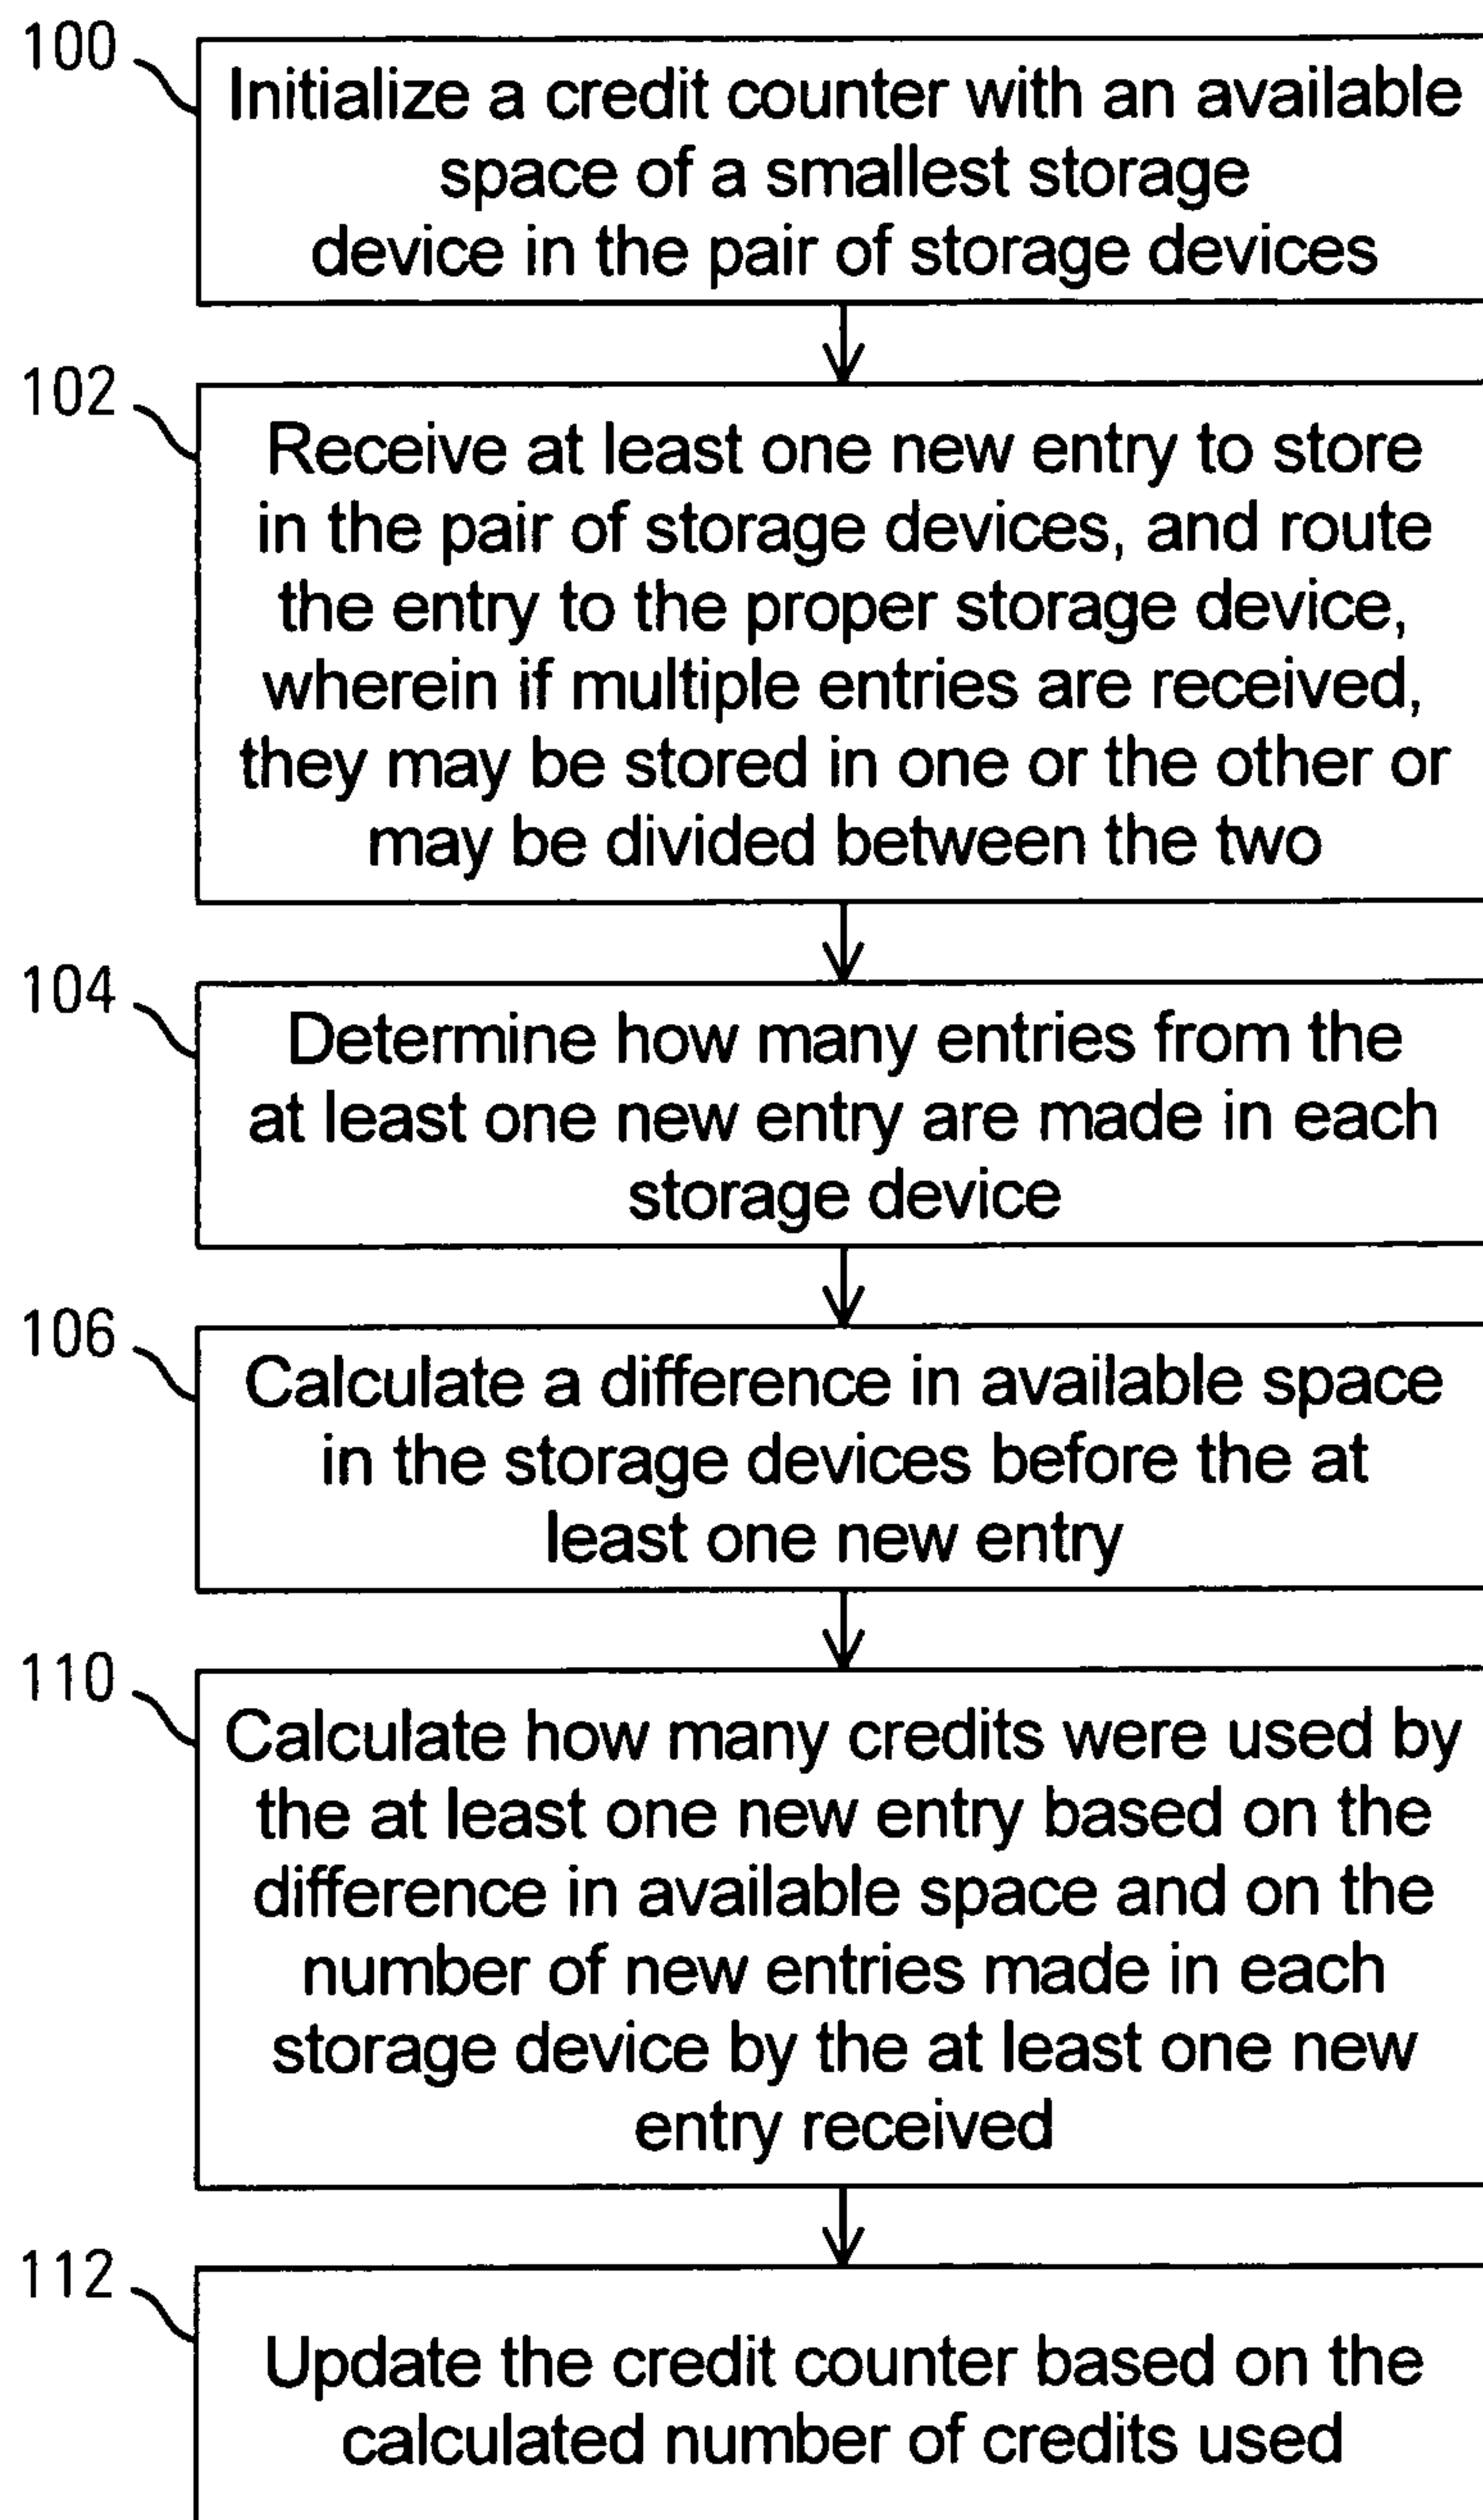 100
Initialize a credit counter with an available
space of a smallest storage
device in the pair of storage devices
102
Receive at least one new entry to store
in the pair of storage devices, and route
the entry to the proper storage device,
wherein if multiple entries are received,
they may be stored in one or the other or
may be divided between the two
104
Determine how many entries from the
at least one new entry are made in each
storage device
106
Calculate a difference in available space
in the storage devices before the at
least one new entry
110
Calculate how many credits were used by
the at least one new entry based on the
difference in available space and on the
number of new entries made in each
storage device by the at least one new
entry received
112
Update the credit counter based on the
calculated number of credits used